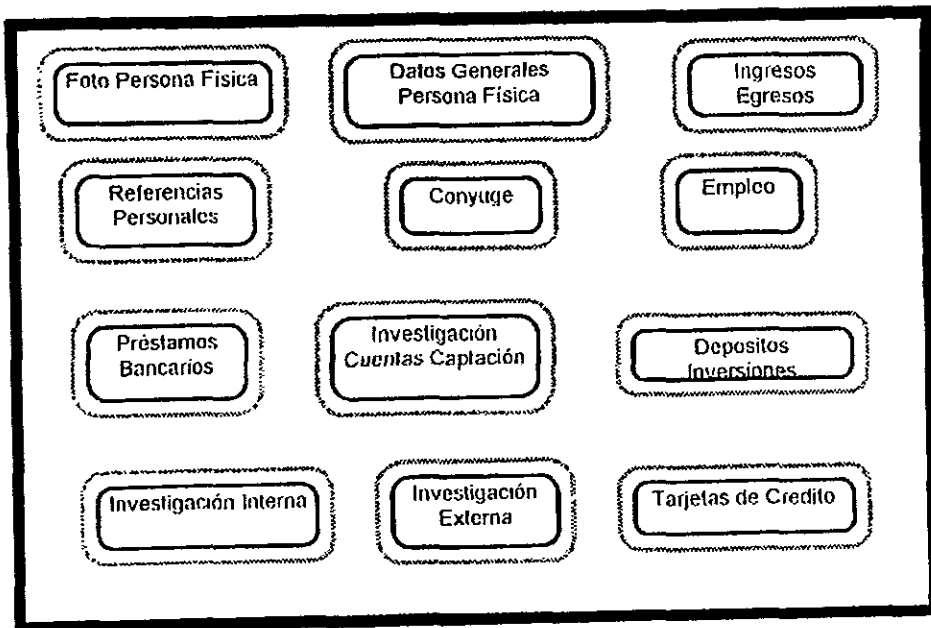 Foto Persona Física
Datos Generales
Persona Física
Ingresos
Egresos
Referencias
Personales
Conyuge
Empleo
Préstamos
Bancarios
Investigación
Cuentas Captación
Depositos
Inversiones
Investigación Interna
Investigación
Externa
Tarjetas de Credito